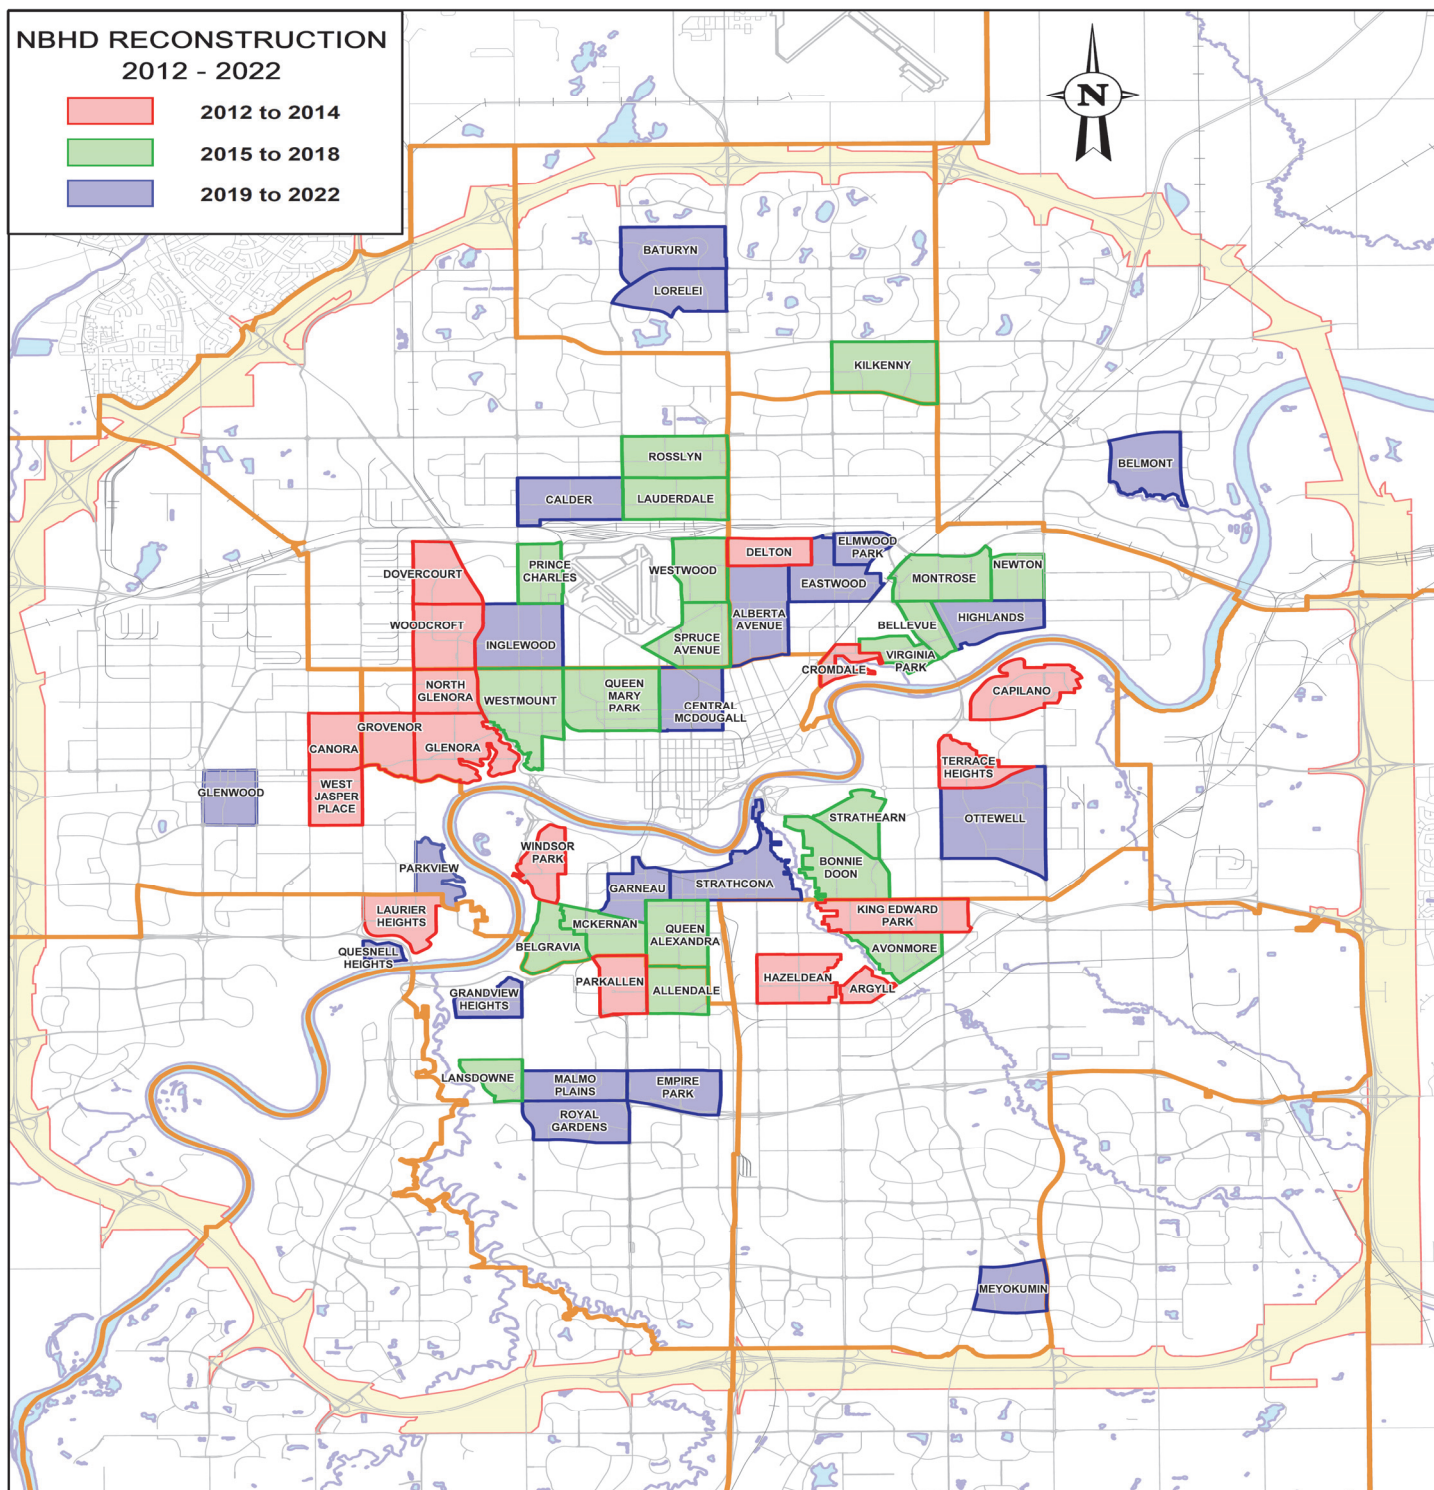 NBHD RECONSTRUCTION
2012 - 2022
2012 to 2014
2015 to 2018
2019 to 2022
N
BATURYN
LORELEI
KILKENNY
ROSSLYN
BELMONT
CALDER
LAUDERDALE
ELMWOOD
PARK
DELTON
PRINCE
CHARLES
WESTWOOD
DOVERCOURT
EASTWOOD
MONTROSE
NEWTON
WOODCROFT
INGLEWOOD
ALBERTA
AVENUE
SPRUCE
AVENUE
BELLEVUE
HIGHLANDS
VIRGINIA
PARK
CROMDALE
NORTH
GLENORA
WESTMOUNT
QUEEN
MARY
PARK
CENTRAL
MCDOUGALL
CAPILANO
GROVENOR
CANORA
GLENORA
TERRACE
HEIGHTS
GLENWOOD
WEST
JASPER
PLACE
STRATHEARN
OTTEWELL
WINDSOR
PARK
PARKVIEW
BONNIE
DOON
GARNEAU
STRATHCONA
LAURIER
HEIGHTS
MCKERNAN
KING EDWARD
PARK
QUEEN
ALEXANDRA
BELGRAVIA
AVONMORE
QUESNELL
HEIGHTS
PARKALLEN
HAZELDEAN
ARGYLL
GRANDVIEW
HEIGHTS
ALLENDALE
LANSDOWNE
MALMO
PLAINS
EMPIRE
PARK
ROYAL
GARDENS
MEYOKUMIN